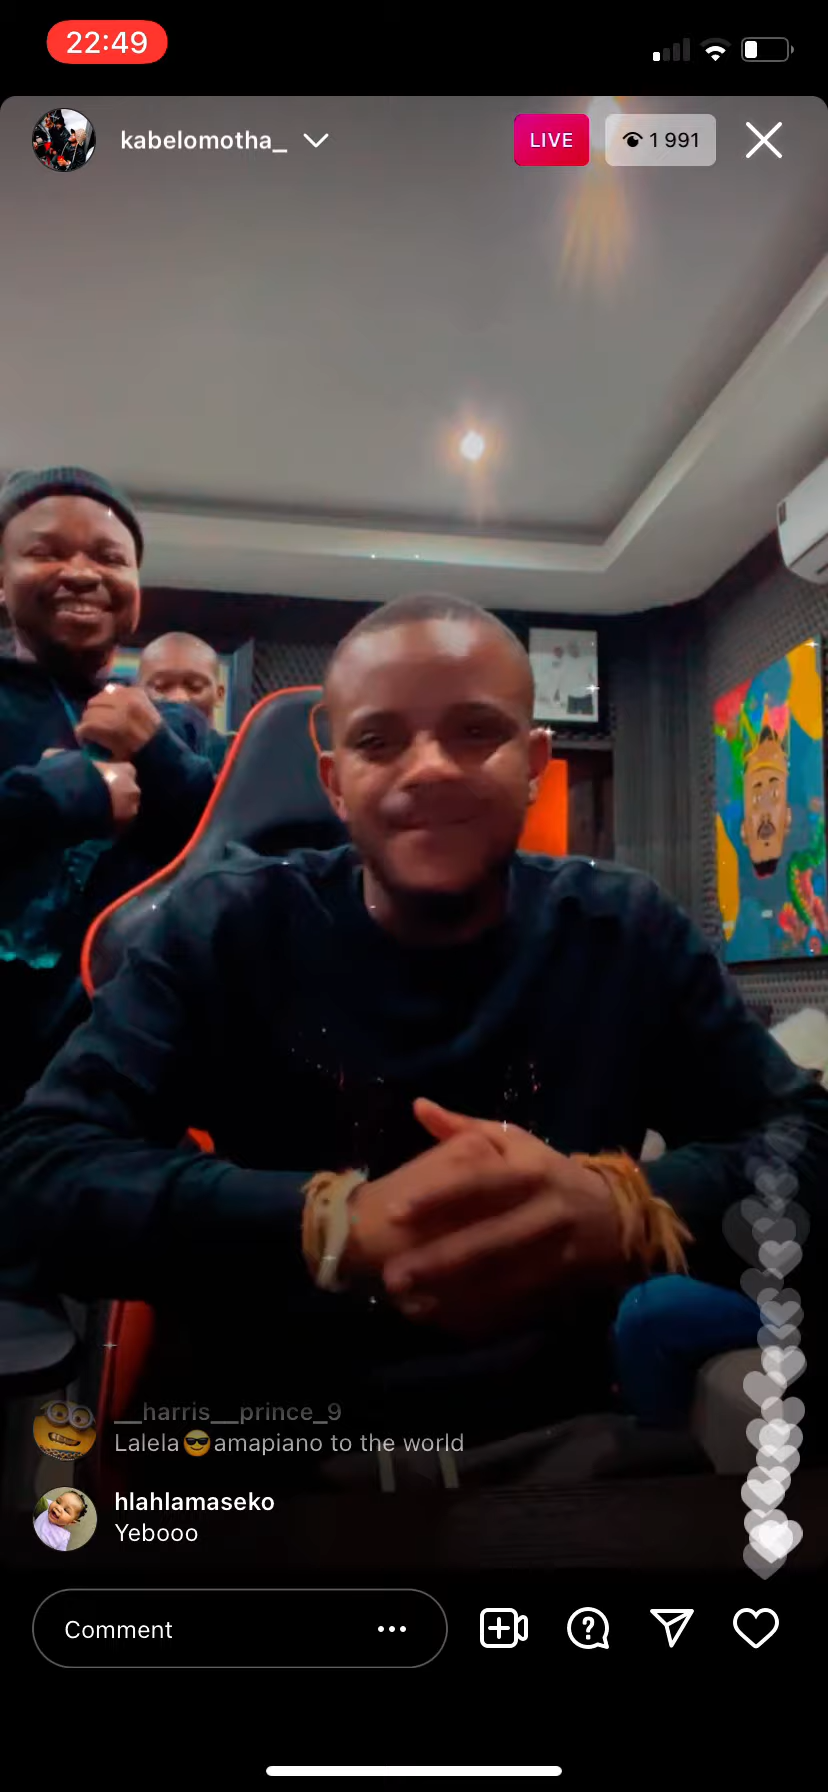 22:49
kabelomotha_
LIVE
1 991
__harris__prince_9
Lalela😎amapiano to the world
hlahlamaseko
Yebooo
Comment